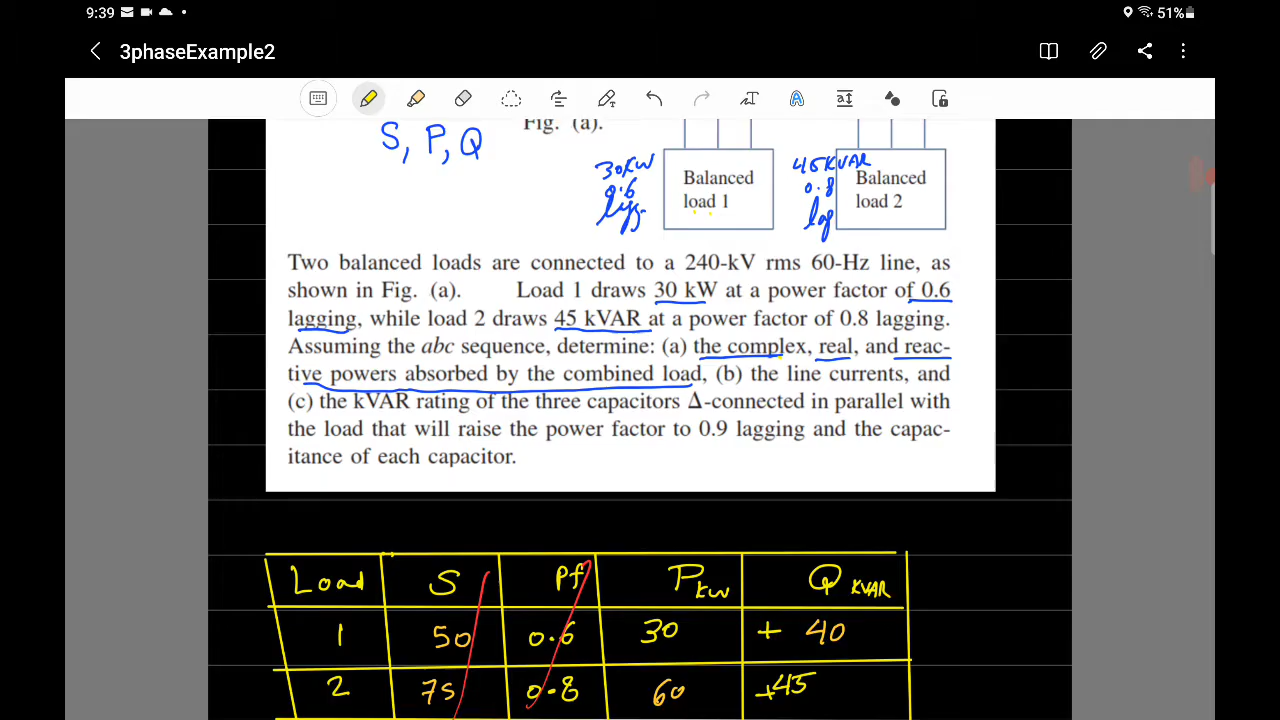 9:39
51%
3phaseExample2
S, P, Q
Fig. (a).
30KW
0.6
lagg
Balanced
load 1
45KVAR
0.8
lag
Balanced
load 2
Two balanced loads are connected to a 240-kV rms 60-Hz line, as
shown in Fig. (a). Load 1 draws 30 kW at a power factor of 0.6
lagging, while load 2 draws 45 kVAR at a power factor of 0.8 lagging.
Assuming the abc sequence, determine: (a) the complex, real, and reac-
tive powers absorbed by the combined load, (b) the line currents, and
(c) the kVAR rating of the three capacitors Δ-connected in parallel with
the load that will raise the power factor to 0.9 lagging and the capac-
itance of each capacitor.
Load S Pf P KW Q KVAR
1 50 0.6 30 + 40
2 75 0.8 60 +45